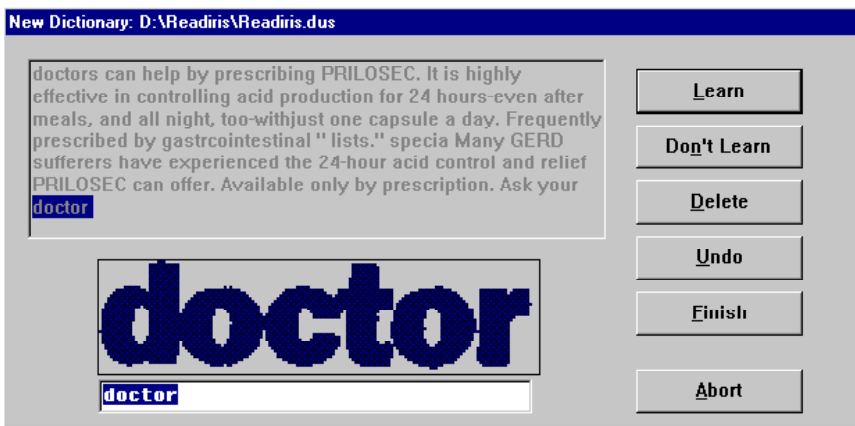 New Dictionary: D:\Readiris\Readiris.dus
doctors can help by prescribing PRILOSEC. It is highly
effective in controlling acid production for 24 hours-even after
meals, and all night, too-withjust one capsule a day. Frequently
prescribed by gastrcointestinal " lists." specia Many GERD
sufferers have experienced the 24-hour acid control and relief
PRILOSEC can offer. Available only by prescription. Ask your
doctor
doctor
doctor
Learn
Don't Learn
Delete
Undo
Finish
Abort